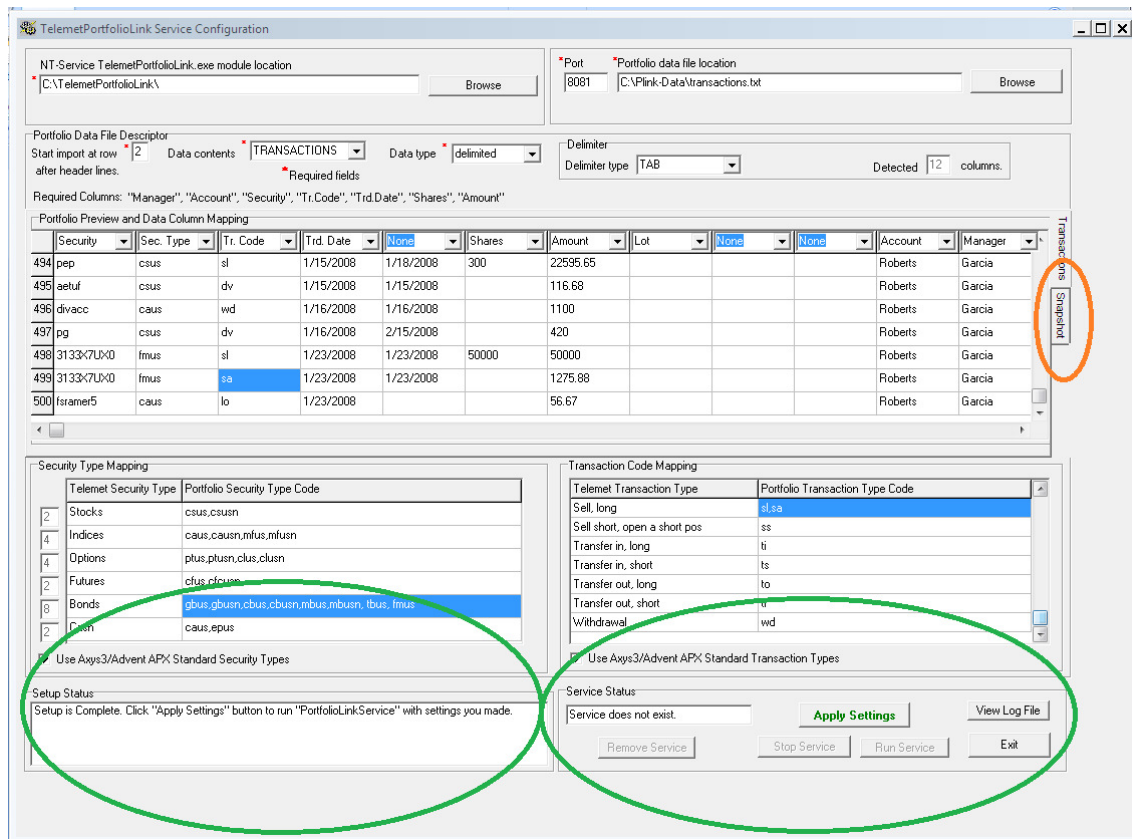 TelemetPortfolioLink Service Configuration
NT-Service TelemetPortfolioLink.exe module location
* C:\TelemetPortfolioLink\ Browse
*Port *Portfolio data file location
8081 C:\Plink-Data\transactions.txt Browse
Portfolio Data File Descriptor
Start import at row * 2 Data contents * TRANSACTIONS Data type * delimited
after header lines.
*Required fields
Delimiter
Delimiter type TAB Detected 12 columns.
Required Columns: "Manager", "Account", "Security", "Tr.Code", "Trd.Date", "Shares", "Amount"
Portfolio Preview and Data Column Mapping
Security Sec. Type Tr. Code Trd. Date None Shares Amount Lot None None Account Manager
494 pep csus sl 1/15/2008 1/18/2008 300 22595.65 Roberts Garcia
495 aetuf csus dv 1/15/2008 1/15/2008 116.68 Roberts Garcia
496 divacc caus wd 1/16/2008 1/16/2008 1100 Roberts Garcia
497 pg csus dv 1/16/2008 2/15/2008 420 Roberts Garcia
498 3133X7UX0 fmus sl 1/23/2008 1/23/2008 50000 50000 Roberts Garcia
499 3133X7UX0 fmus sa 1/23/2008 1/23/2008 1275.88 Roberts Garcia
500 fsramer5 caus lo 1/23/2008 56.67 Roberts Garcia
Transactions
Snapshot
Security Type Mapping
Telemet Security Type Portfolio Security Type Code
2 Stocks csus,csusn
4 Indices caus,causn,mfus,mfusn
4 Options ptus,ptusn,clus,clusn
2 Futures cfus,cfcusn
8 Bonds gbus,gbusn,cbus,cbusn,mbus,mbusn, tbus, fmus
2 Cash caus,epus
Use Axys3/Advent APX Standard Security Types
Transaction Code Mapping
Telemet Transaction Type Portfolio Transaction Type Code
Sell, long sl,sa
Sell short, open a short pos ss
Transfer in, long ti
Transfer in, short ts
Transfer out, long to
Transfer out, short
Withdrawal wd
Use Axys3/Advent APX Standard Transaction Types
Setup Status
Setup is Complete. Click "Apply Settings" button to run "PortfolioLinkService" with settings you made.
Service Status
Service does not exist. Apply Settings View Log File
Remove Service Stop Service Run Service Exit